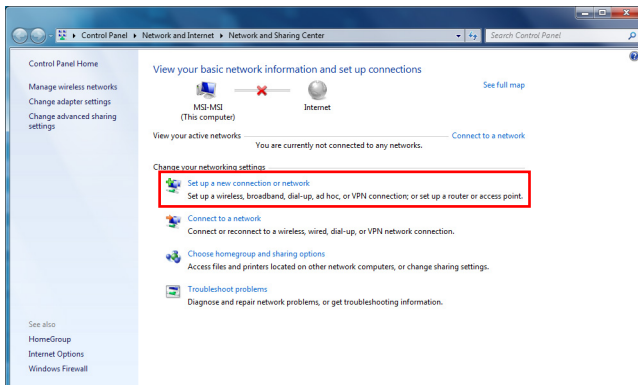 Control Panel ▸ Network and Internet ▸ Network and Sharing Center
Search Control Panel
Control Panel Home
Manage wireless networks
Change adapter settings
Change advanced sharing
settings
See also
HomeGroup
Internet Options
Windows Firewall
View your basic network information and set up connections
See full map
MSI-MSI
(This computer)
Internet
View your active networks
Connect to a network
You are currently not connected to any networks.
Change your networking settings
Set up a new connection or network
Set up a wireless, broadband, dial-up, ad hoc, or VPN connection; or set up a router or access point.
Connect to a network
Connect or reconnect to a wireless, wired, dial-up, or VPN network connection.
Choose homegroup and sharing options
Access files and printers located on other network computers, or change sharing settings.
Troubleshoot problems
Diagnose and repair network problems, or get troubleshooting information.